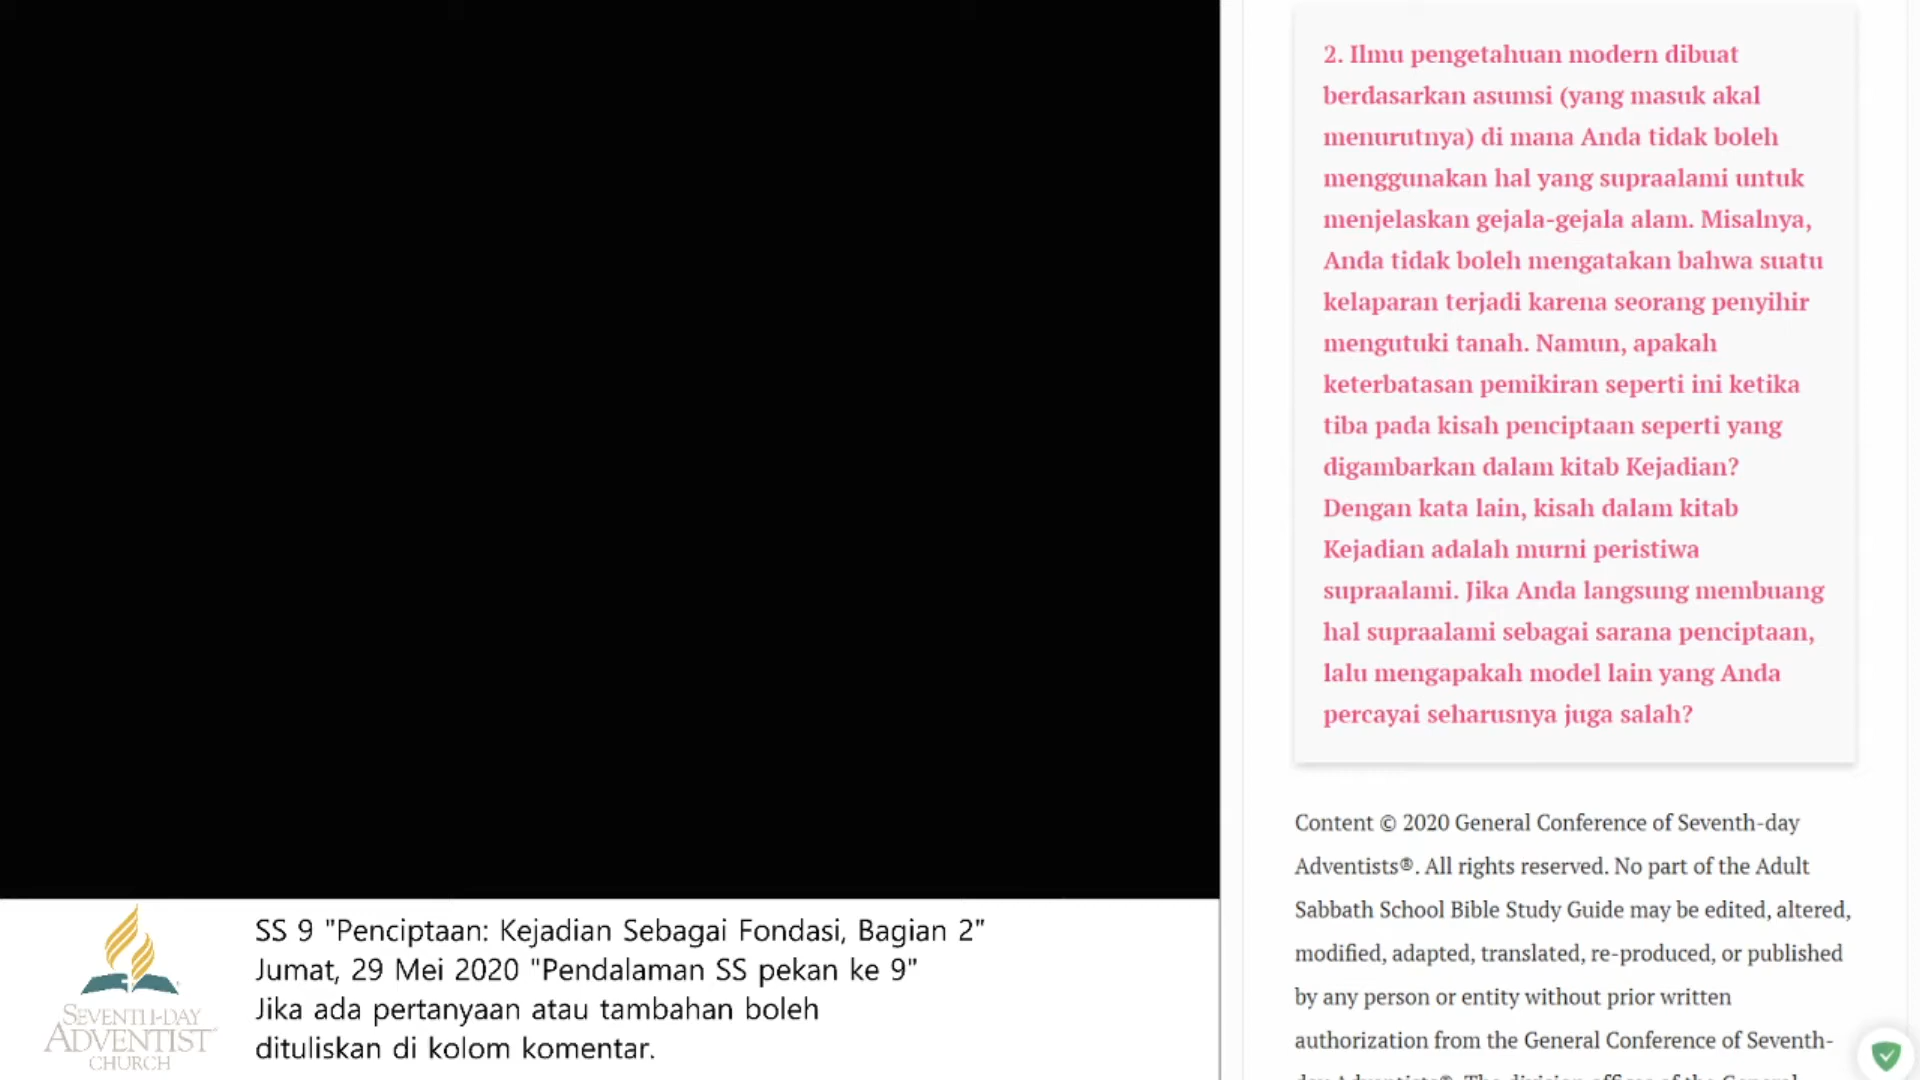 2. Ilmu pengetahuan modern dibuat
berdasarkan asumsi (yang masuk akal
menurutnya) di mana Anda tidak boleh
menggunakan hal yang supraalami untuk
menjelaskan gejala-gejala alam. Misalnya,
Anda tidak boleh mengatakan bahwa suatu
kelaparan terjadi karena seorang penyihir
mengutuki tanah. Namun, apakah
keterbatasan pemikiran seperti ini ketika
tiba pada kisah penciptaan seperti yang
digambarkan dalam kitab Kejadian?
Dengan kata lain, kisah dalam kitab
Kejadian adalah murni peristiwa
supraalami. Jika Anda langsung membuang
hal supraalami sebagai sarana penciptaan,
lalu mengapakah model lain yang Anda
percayai seharusnya juga salah?
Content © 2020 General Conference of Seventh-day
Adventists®. All rights reserved. No part of the Adult
Sabbath School Bible Study Guide may be edited, altered,
modified, adapted, translated, re-produced, or published
by any person or entity without prior written
authorization from the General Conference of Seventh-
day Adventists®. The division offices of the General
SEVENTH-DAY
ADVENTIST
CHURCH
SS 9 "Penciptaan: Kejadian Sebagai Fondasi, Bagian 2"
Jumat, 29 Mei 2020 "Pendalaman SS pekan ke 9"
Jika ada pertanyaan atau tambahan boleh
dituliskan di kolom komentar.